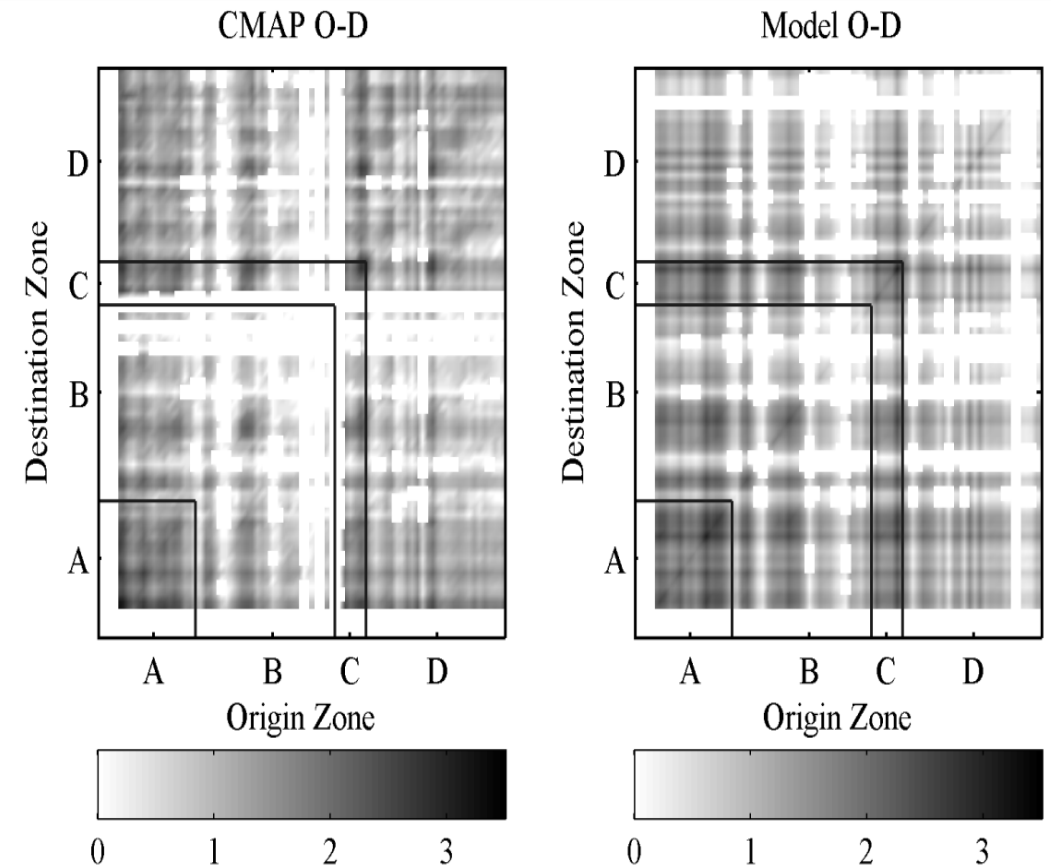 CMAP O-D
Destination Zone
D
C
B
A
A B C D
Origin Zone
0 1 2 3
Model O-D
Destination Zone
D
C
B
A
A B C D
Origin Zone
0 1 2 3